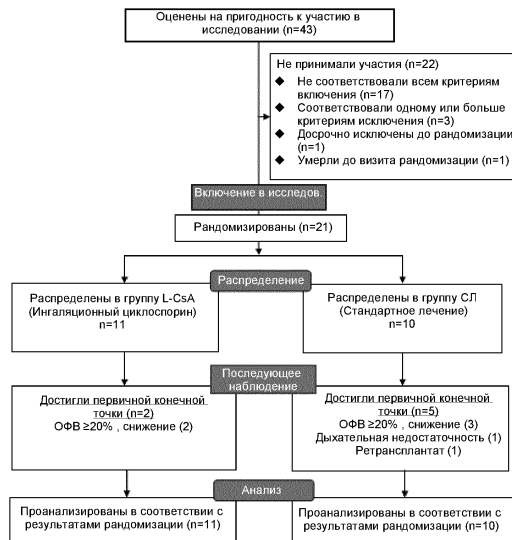 Оценены на пригодность к участию в
исследовании (n=43)
Не принимали участия (n=22)
◆ Не соответствовали всем критериям
включения (n=17)
◆ Соответствовали одному или больше
критериям исключения (n=3)
◆ Досрочно исключены до рандомизации
(n=1)
◆ Умерли до визита рандомизации (n=1)
Включение в исследов.
Рандомизированы (n=21)
Распределение
Распределены в группу L-CsA
(Ингаляционный циклоспорин)
n=11
Распределены в группу СЛ
(Стандартное лечение)
n=10
Последующее
наблюдение
Достигли первичной конечной
точки (n=2)
ОФВ ≥20% , снижение (2)
Достигли первичной конечной
точки (n=5)
ОФВ ≥20% , снижение (3)
Дыхательная недостаточность (1)
Ретрансплантат (1)
Анализ
Проанализированы в соответствии с
результатами рандомизации (n=11)
Проанализированы в соответствии с
результатами рандомизации (n=10)